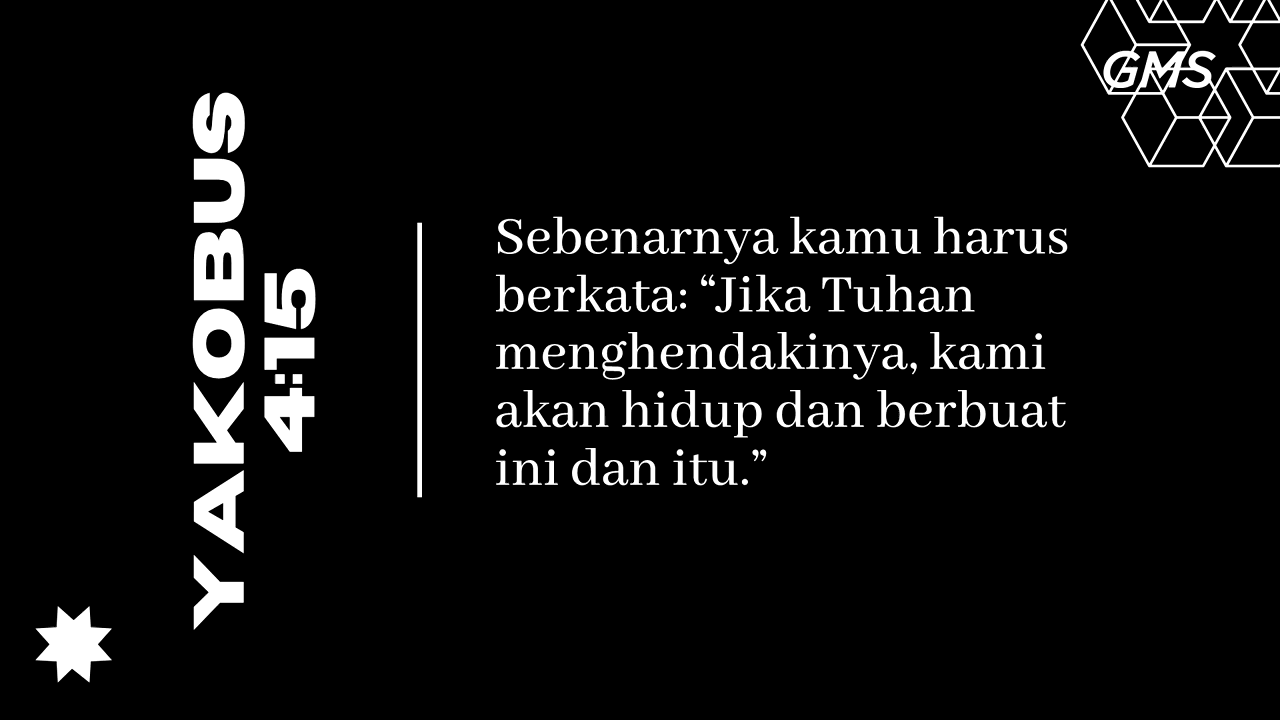 GMS
YAKOBUS
4:15
Sebenarnya kamu harus
berkata: “Jika Tuhan
menghendakinya, kami
akan hidup dan berbuat
ini dan itu.”